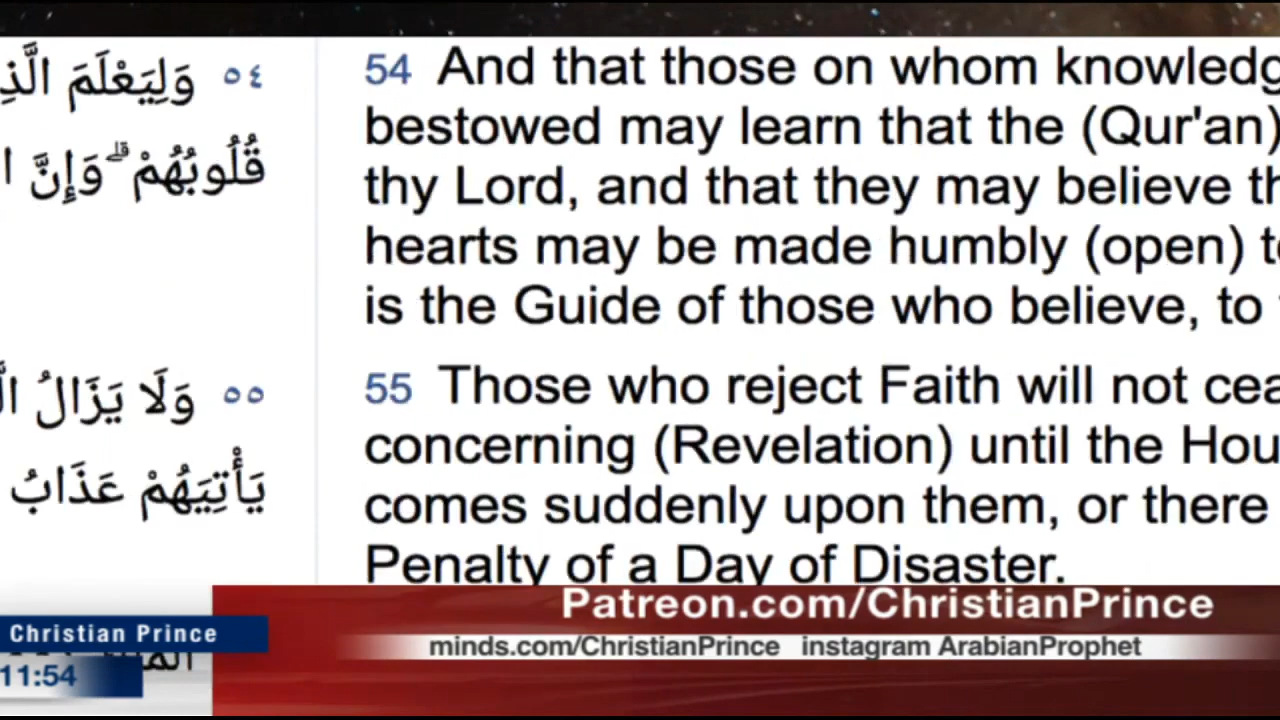 ٥٤ وَلِيَعْلَمَ الَّذِ
قُلُوبُهُمْ ۗ وَإِنَّ ا
٥٥ وَلَا يَزَالُ الَّ
يَأْتِيَهُمْ عَذَابُ
54 And that those on whom knowledg
bestowed may learn that the (Qur'an)
thy Lord, and that they may believe th
hearts may be made humbly (open) to
is the Guide of those who believe, to
55 Those who reject Faith will not cea
concerning (Revelation) until the Hou
comes suddenly upon them, or there
Penalty of a Day of Disaster.
Patreon.com/ChristianPrince
minds.com/ChristianPrince instagram ArabianProphet
Christian Prince
11:54